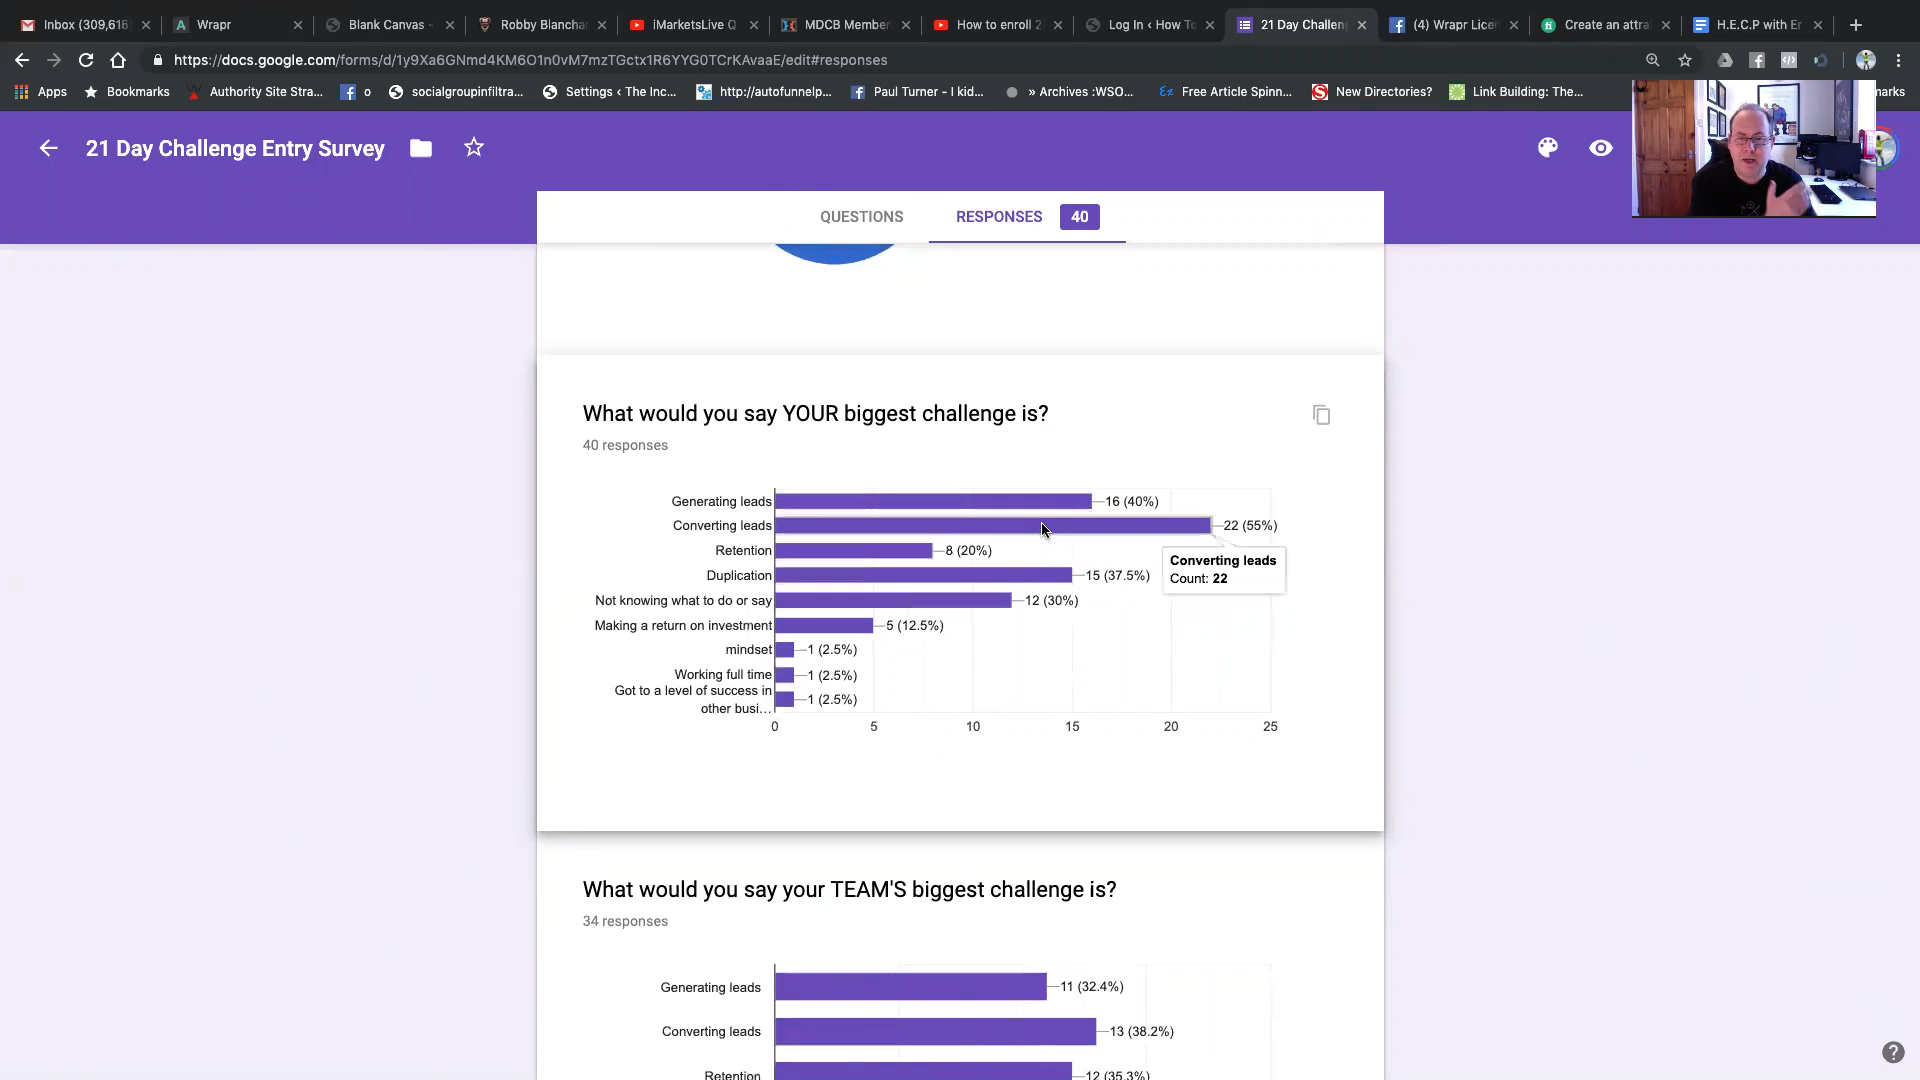 Inbox (309,616
Wrapr
Blank Canvas -
Robby Blancha
iMarketsLive Q
MDCB Membe
How to enroll 2
Log In ‹ How To
21 Day Challen
(4) Wrapr Lice
Create an attra
H.E.C.P with Er
https://docs.google.com/forms/d/1y9Xa6GNmd4KM6O1n0vM7mzTGctx1R6YYG0TCrKAvaaE/edit#responses
Apps
Bookmarks
Authority Site Stra...
o
socialgroupinfiltra...
Settings ‹ The Inc...
http://autofunnelp...
Paul Turner - I kid...
» Archives :WSO...
Free Article Spinn...
New Directories?
Link Building: The...
marks
21 Day Challenge Entry Survey
QUESTIONS
RESPONSES
40
What would you say YOUR biggest challenge is?
40 responses
Generating leads
16 (40%)
Converting leads
22 (55%)
Retention
8 (20%)
Converting leads
Count: 22
Duplication
15 (37.5%)
Not knowing what to do or say
12 (30%)
Making a return on investment
5 (12.5%)
mindset
1 (2.5%)
Working full time
1 (2.5%)
Got to a level of success in
other busi...
1 (2.5%)
0
5
10
15
20
25
What would you say your TEAM'S biggest challenge is?
34 responses
Generating leads
11 (32.4%)
Converting leads
13 (38.2%)
Retention
12 (35.3%)